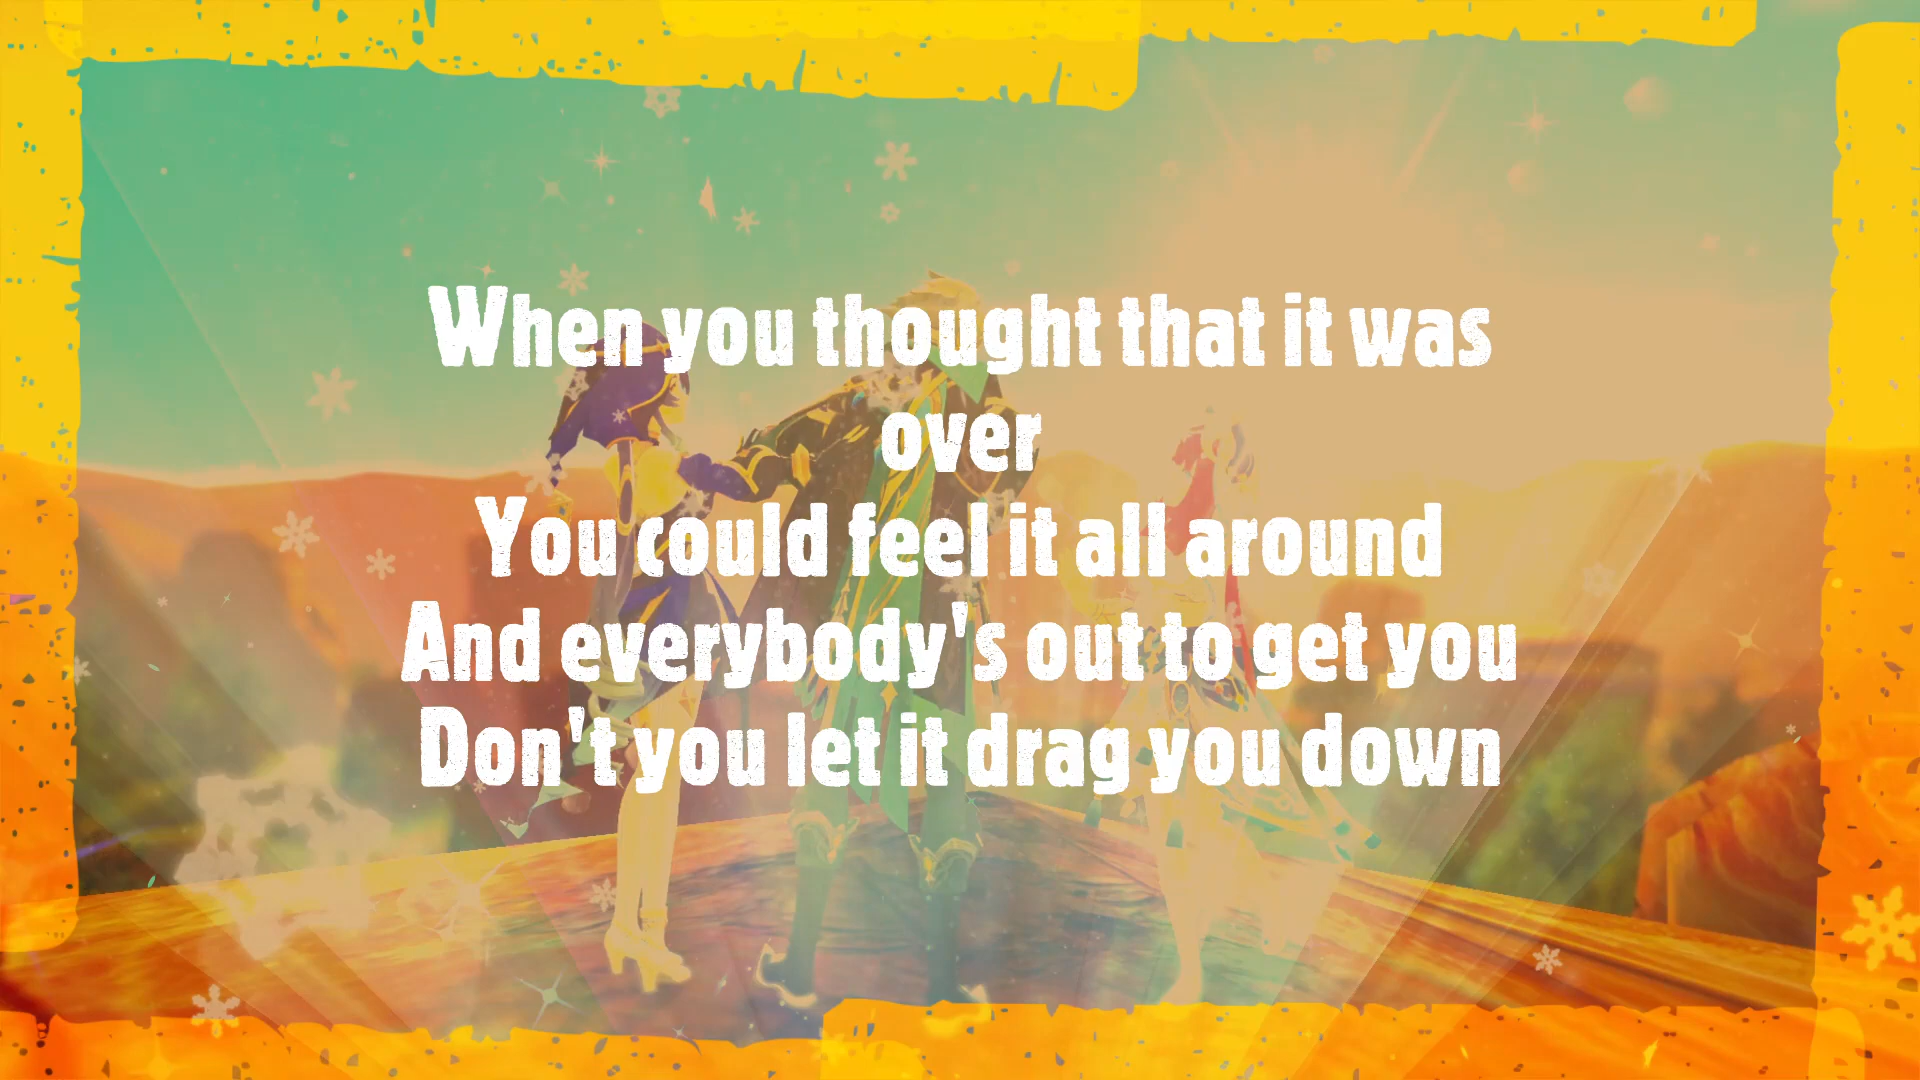 When you thought that it was
over
You could feel it all around
And everybody's out to get you
Don't you let it drag you down